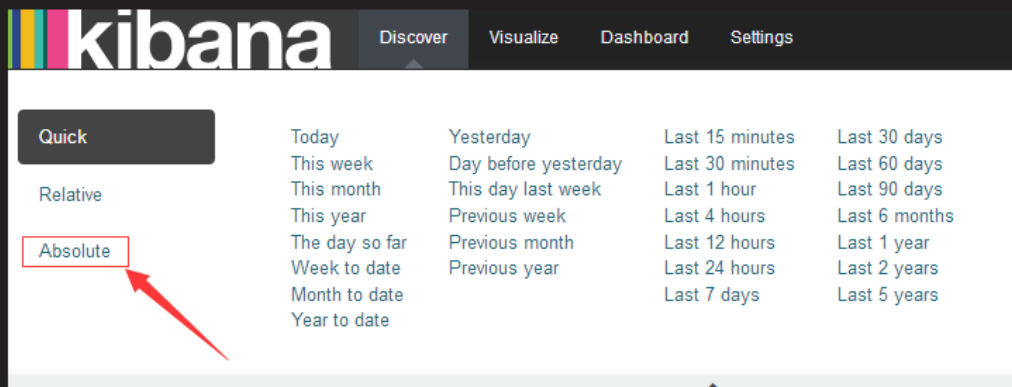 kibana Discover Visualize Dashboard Settings
Quick
Relative
Absolute
Today
This week
This month
This year
The day so far
Week to date
Month to date
Year to date
Yesterday
Day before yesterday
This day last week
Previous week
Previous month
Previous year
Last 15 minutes
Last 30 minutes
Last 1 hour
Last 4 hours
Last 12 hours
Last 24 hours
Last 7 days
Last 30 days
Last 60 days
Last 90 days
Last 6 months
Last 1 year
Last 2 years
Last 5 years